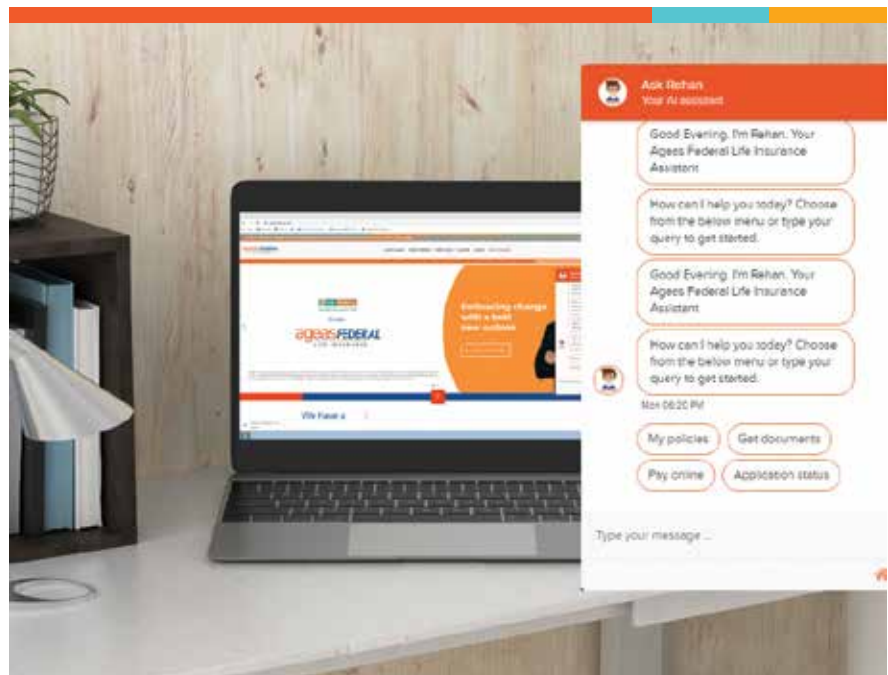 ageas FEDERAL
LIFE INSURANCE
Embracing change
with a bold
new outlook
We have a
Ask Rehan
Your AI assistant
Good Evening. I'm Rehan. Your
Ageas Federal Life Insurance
Assistant
How can I help you today? Choose
from the below menu or type your
query to get started.
Good Evening. I'm Rehan. Your
Ageas Federal Life Insurance
Assistant
How can I help you today? Choose
from the below menu or type your
query to get started.
Mon 06:20 PM
My policies
Get documents
Pay online
Application status
Type your message ...